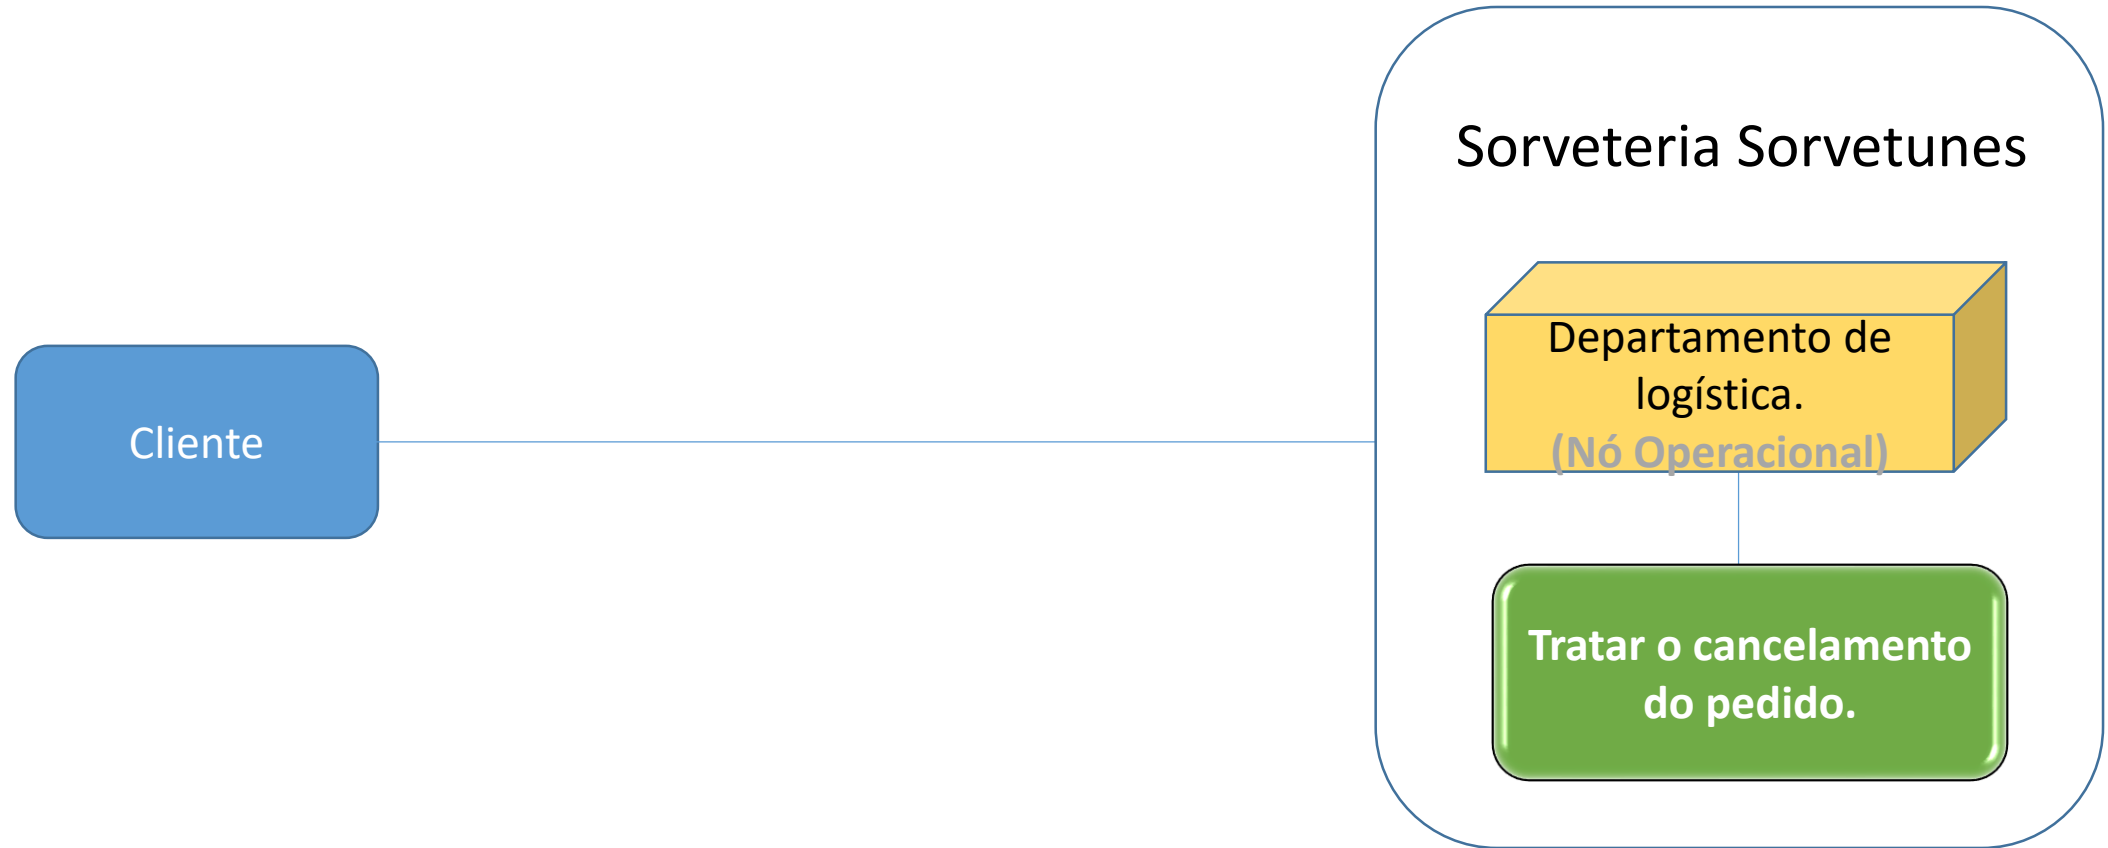 Sorveteria Sorvetunes
Departamento de
logística.
(Nó Operacional)
Cliente
Tratar o cancelamento
do pedido.